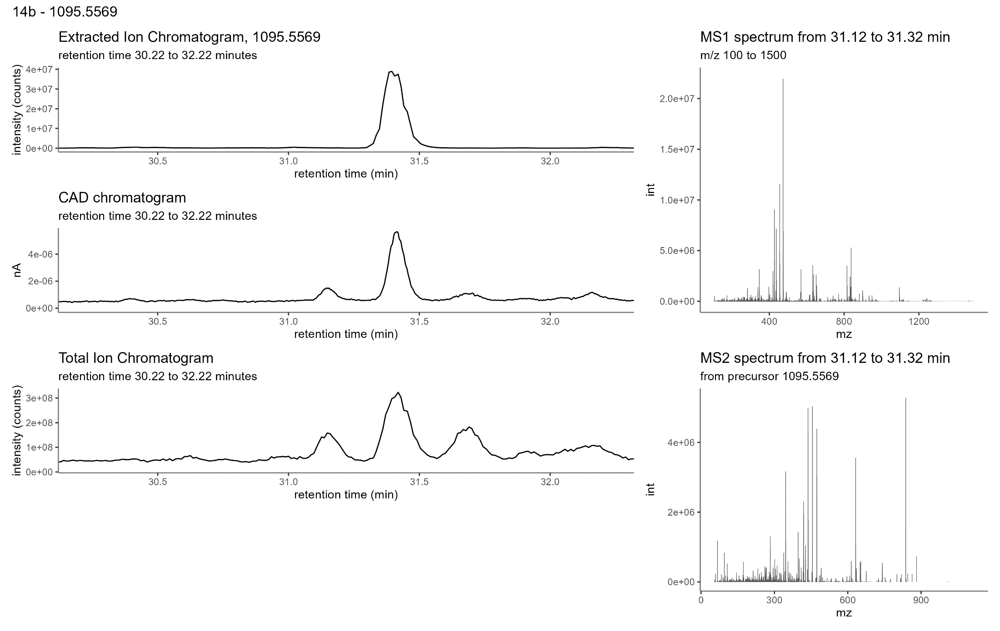 14b - 1095.5569
Extracted Ion Chromatogram, 1095.5569
retention time 30.22 to 32.22 minutes
intensity (counts)
4e+07
3e+07
2e+07
1e+07
0e+00
30.5 31.0 31.5 32.0
retention time (min)
CAD chromatogram
retention time 30.22 to 32.22 minutes
nA
4e-06
2e-06
0e+00
30.5 31.0 31.5 32.0
retention time (min)
Total Ion Chromatogram
retention time 30.22 to 32.22 minutes
intensity (counts)
3e+08
2e+08
1e+08
0e+00
30.5 31.0 31.5 32.0
retention time (min)
MS1 spectrum from 31.12 to 31.32 min
m/z 100 to 1500
int
2.0e+07
1.5e+07
1.0e+07
5.0e+06
0.0e+00
400 800 1200
mz
MS2 spectrum from 31.12 to 31.32 min
from precursor 1095.5569
int
4e+06
2e+06
0e+00
0 300 600 900
mz